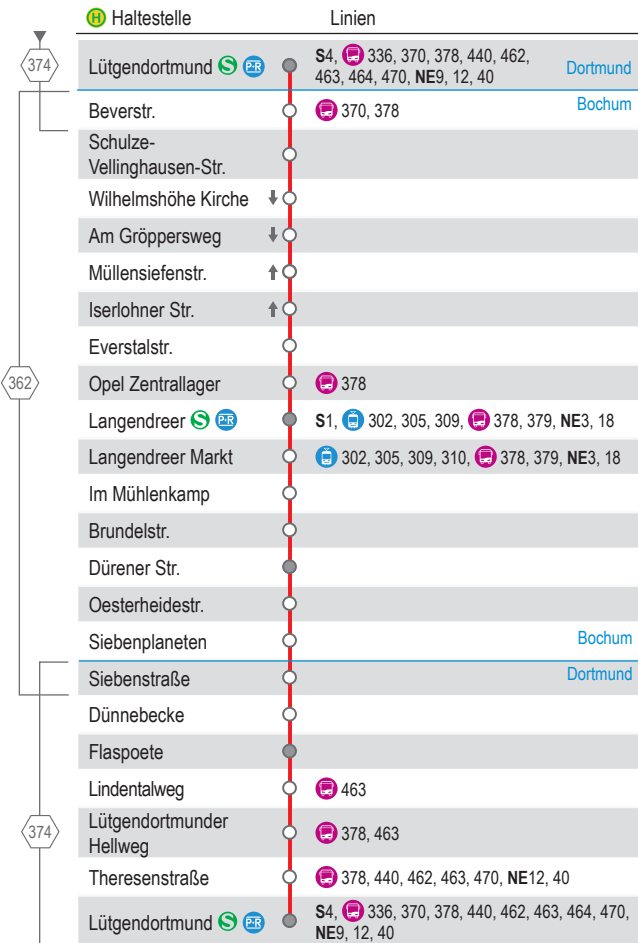 H Haltestelle Linien
374
Lütgendortmund S P+R S4, 336, 370, 378, 440, 462,
463, 464, 470, NE9, 12, 40 Dortmund
Beverstr. 370, 378 Bochum
Schulze-
Vellinghausen-Str.
Wilhelmshöhe Kirche
Am Gröppersweg
Müllensiefenstr.
Iserlohner Str.
Everstalstr.
362
Opel Zentrallager 378
Langendreer S P+R S1, 302, 305, 309, 378, 379, NE3, 18
Langendreer Markt 302, 305, 309, 310, 378, 379, NE3, 18
Im Mühlenkamp
Brundelstr.
Dürener Str.
Oesterheidestr.
Siebenplaneten Bochum
Siebenstraße Dortmund
Dünnebecke
Flaspoete
Lindentalweg 463
374
Lütgendortmunder
Hellweg 378, 463
Theresenstraße 378, 440, 462, 463, 470, NE12, 40
Lütgendortmund S P+R S4, 336, 370, 378, 440, 462, 463, 464, 470,
NE9, 12, 40